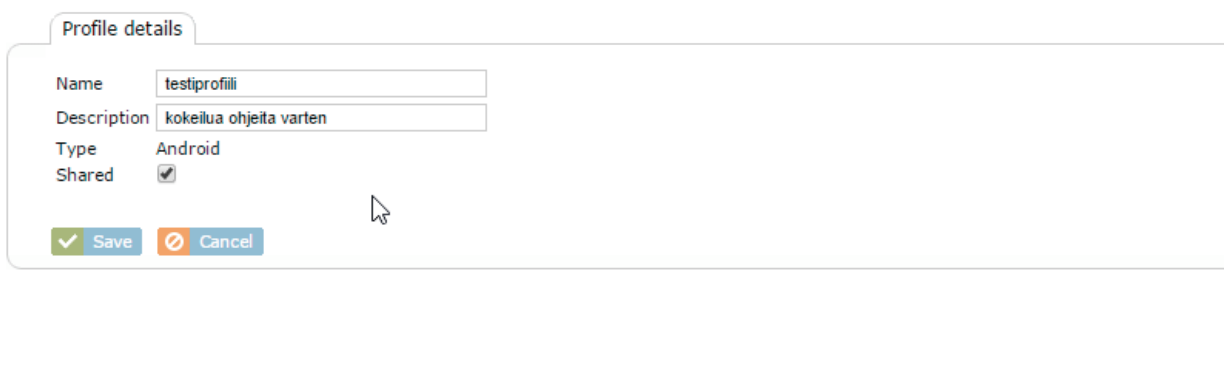 Profile details
Name testiprofiili
Description kokeilua ohjeita varten
Type Android
Shared
Save Cancel